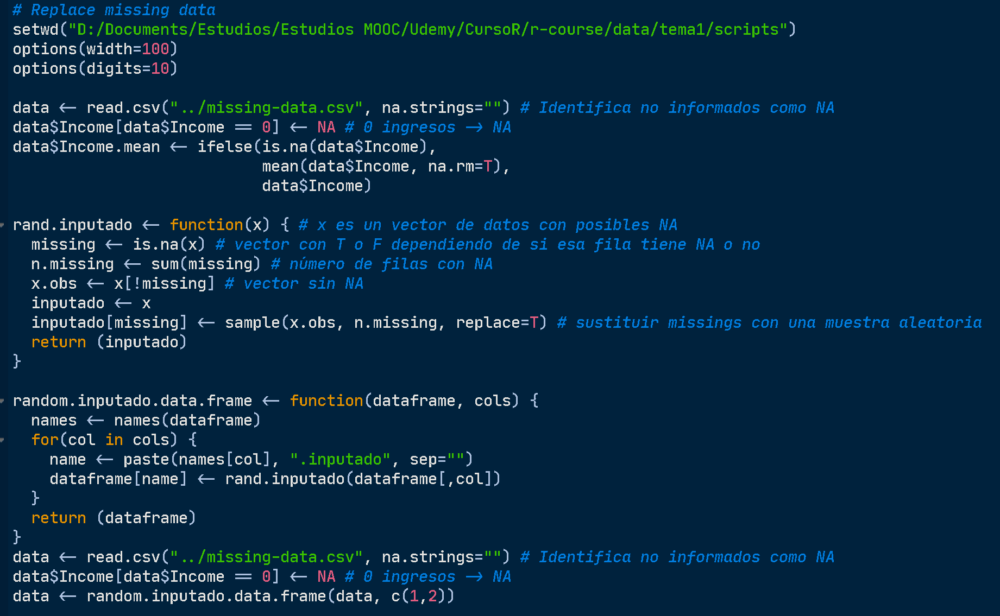 # Replace missing data
setwd("D:/Documents/Estudios/Estudios MOOC/Udemy/CursoR/r-course/data/tema1/scripts")
options(width=100)
options(digits=10)
data <- read.csv("../missing-data.csv", na.strings="") # Identifica no informados como NA
data$Income[data$Income == 0] <- NA # 0 ingresos -> NA
data$Income.mean <- ifelse(is.na(data$Income),
                           mean(data$Income, na.rm=T),
                           data$Income)
rand.inputado <- function(x) { # x es un vector de datos con posibles NA
  missing <- is.na(x) # vector con T o F dependiendo de si esa fila tiene NA o no
  n.missing <- sum(missing) # número de filas con NA
  x.obs <- x[!missing] # vector sin NA
  inputado <- x
  inputado[missing] <- sample(x.obs, n.missing, replace=T) # sustituir missings con una muestra aleatoria
  return (inputado)
}
random.inputado.data.frame <- function(dataframe, cols) {
  names <- names(dataframe)
  for(col in cols) {
    name <- paste(names[col], ".inputado", sep="")
    dataframe[name] <- rand.inputado(dataframe[,col])
  }
  return (dataframe)
}
data <- read.csv("../missing-data.csv", na.strings="") # Identifica no informados como NA
data$Income[data$Income == 0] <- NA # 0 ingresos -> NA
data <- random.inputado.data.frame(data, c(1,2))